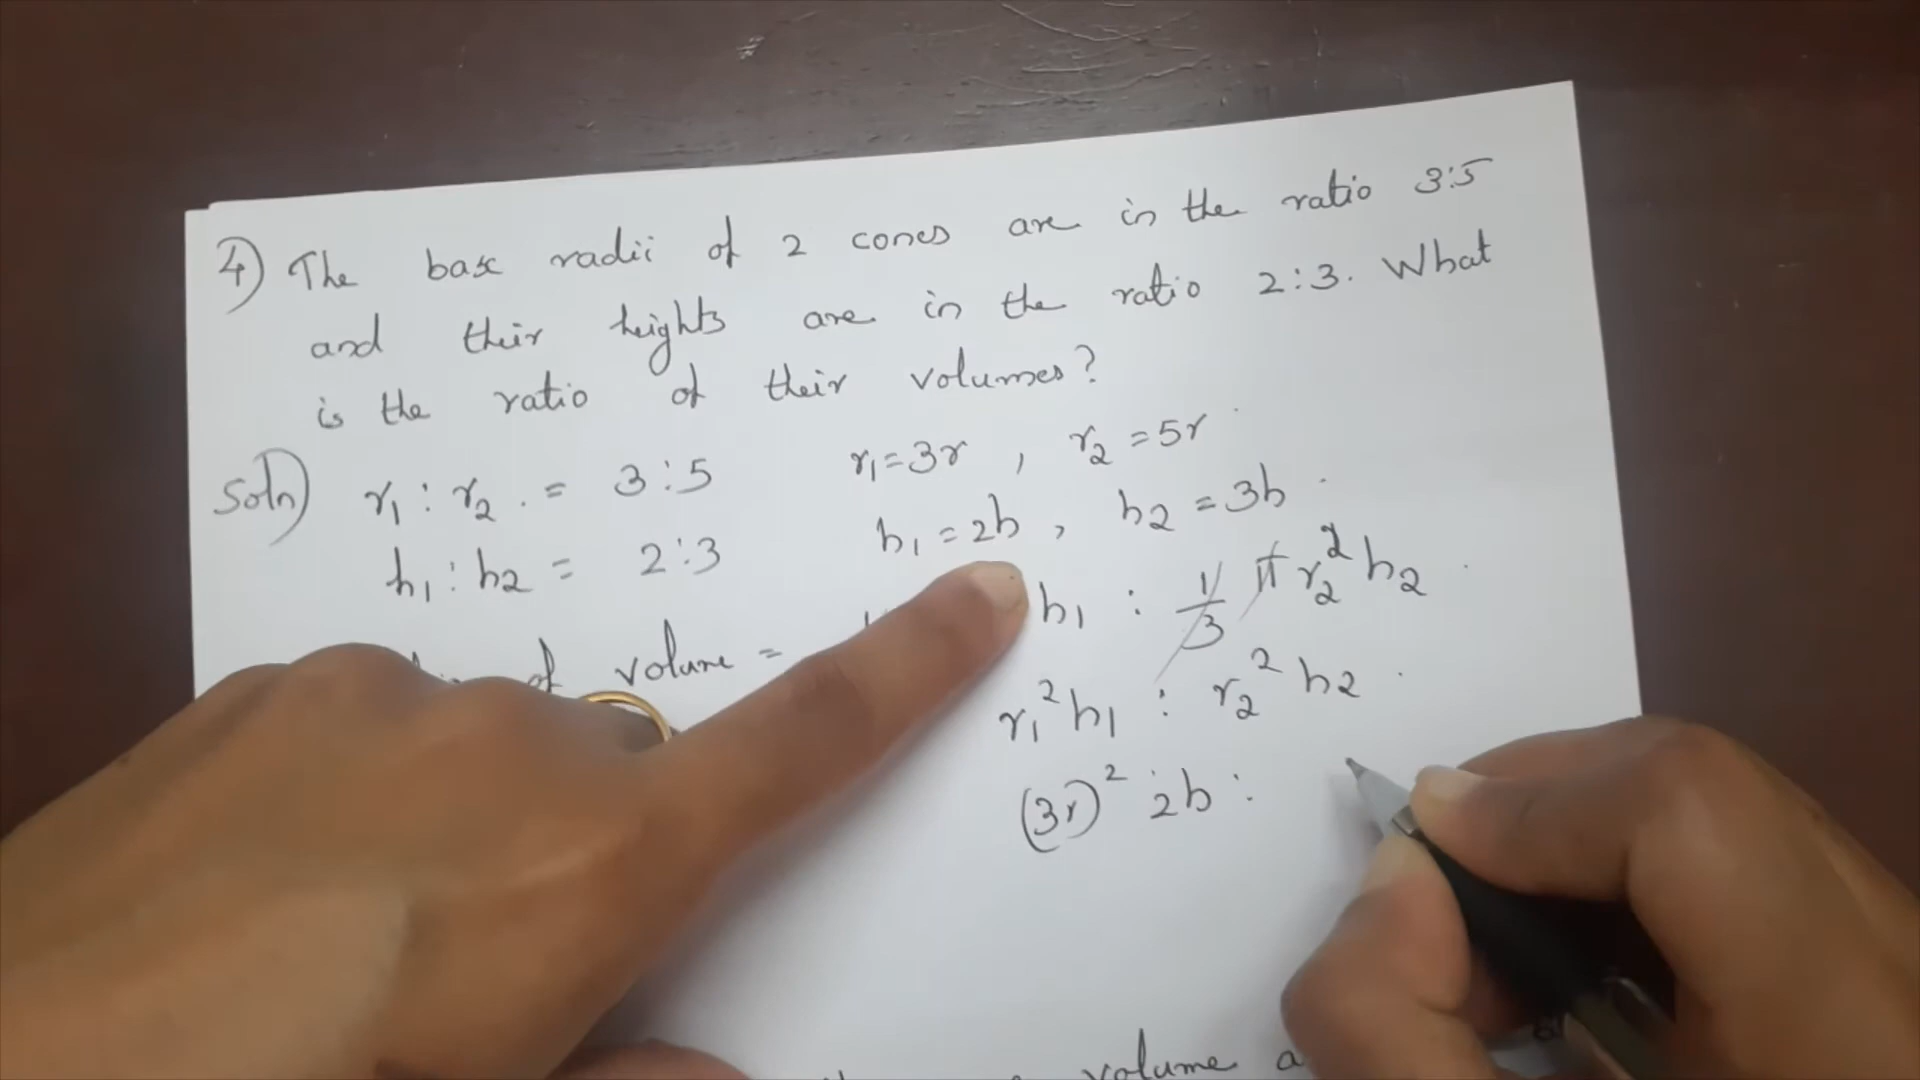 4) The base radii of 2 cones are in the ratio 3:5
and their heights are in the ratio 2:3. What
is the ratio of their volumes?
Soln) r₁ : r₂ = 3:5 r₁=3r , r₂ =5r
h₁ : h₂ = 2:3 h₁ =2h , h₂ =3h
of volume = h₁ : 1/3 π r₂² h₂
r₁² h₁ : r₂² h₂
(3r)² 2h :
volume a